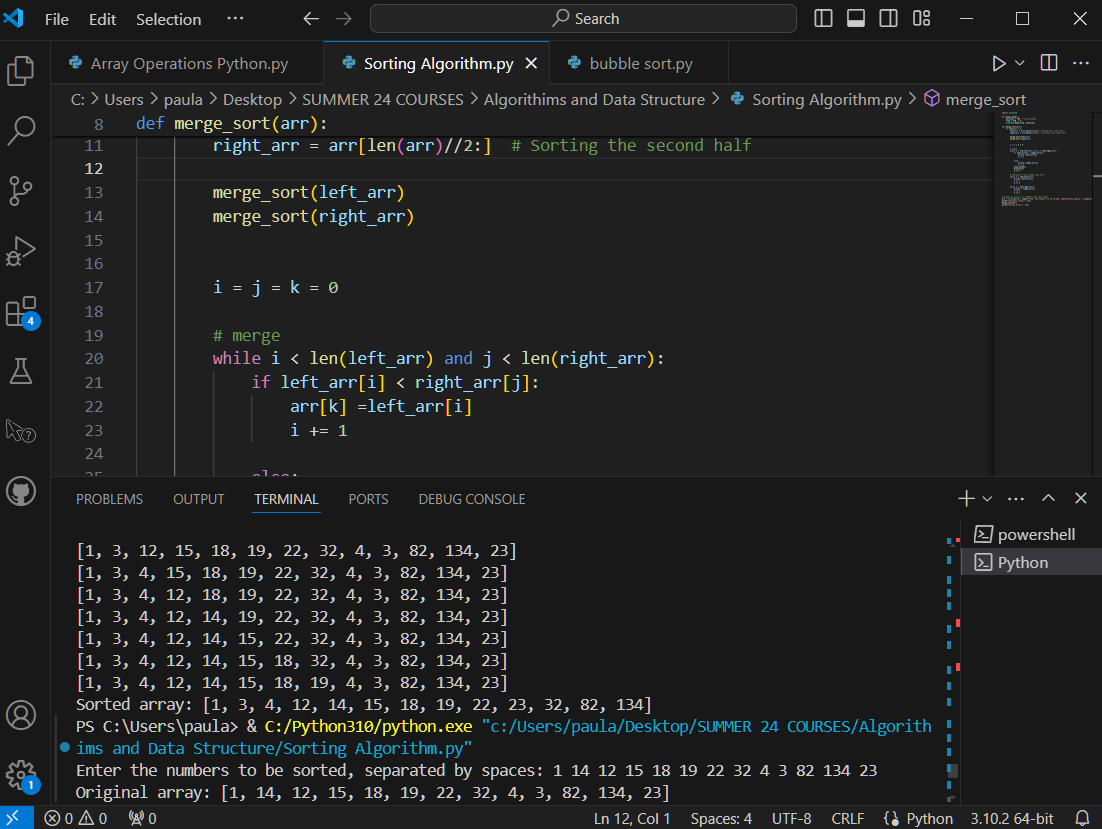 File Edit Selection ··· Search
Array Operations Python.py Sorting Algorithm.py bubble sort.py
C: > Users > paula > Desktop > SUMMER 24 COURSES > Algorithims and Data Structure > Sorting Algorithm.py > merge_sort
8 def merge_sort(arr):
11 right_arr = arr[len(arr)//2:] # Sorting the second half
12
13 merge_sort(left_arr)
14 merge_sort(right_arr)
15
16
17 i = j = k = 0
18
19 # merge
20 while i < len(left_arr) and j < len(right_arr):
21 if left_arr[i] < right_arr[j]:
22 arr[k] =left_arr[i]
23 i += 1
24
25 else:
4
PROBLEMS OUTPUT TERMINAL PORTS DEBUG CONSOLE
powershell
Python
[1, 3, 12, 15, 18, 19, 22, 32, 4, 3, 82, 134, 23]
[1, 3, 4, 15, 18, 19, 22, 32, 4, 3, 82, 134, 23]
[1, 3, 4, 12, 18, 19, 22, 32, 4, 3, 82, 134, 23]
[1, 3, 4, 12, 14, 19, 22, 32, 4, 3, 82, 134, 23]
[1, 3, 4, 12, 14, 15, 22, 32, 4, 3, 82, 134, 23]
[1, 3, 4, 12, 14, 15, 18, 32, 4, 3, 82, 134, 23]
[1, 3, 4, 12, 14, 15, 18, 19, 4, 3, 82, 134, 23]
Sorted array: [1, 3, 4, 12, 14, 15, 18, 19, 22, 23, 32, 82, 134]
PS C:\Users\paula> & C:/Python310/python.exe "c:/Users/paula/Desktop/SUMMER 24 COURSES/Algorith
ims and Data Structure/Sorting Algorithm.py"
Enter the numbers to be sorted, separated by spaces: 1 14 12 15 18 19 22 32 4 3 82 134 23
Original array: [1, 14, 12, 15, 18, 19, 22, 32, 4, 3, 82, 134, 23]
1
0 0 0 Ln 12, Col 1 Spaces: 4 UTF-8 CRLF Python 3.10.2 64-bit